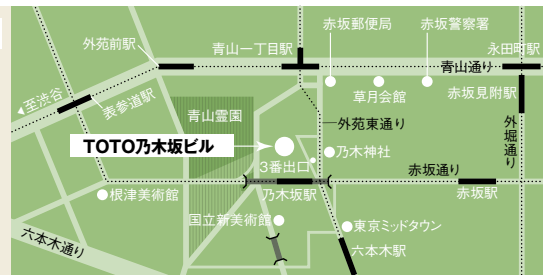 外苑前駅
青山一丁目駅
赤坂郵便局
赤坂警察署
永田町駅
青山通り
至渋谷
表参道駅
青山霊園
草月会館
赤坂見附駅
外苑東通り
外堀通り
TOTO乃木坂ビル
3番出口
乃木神社
赤坂通り
根津美術館
乃木坂駅
赤坂駅
国立新美術館
東京ミッドタウン
六本木通り
六本木駅